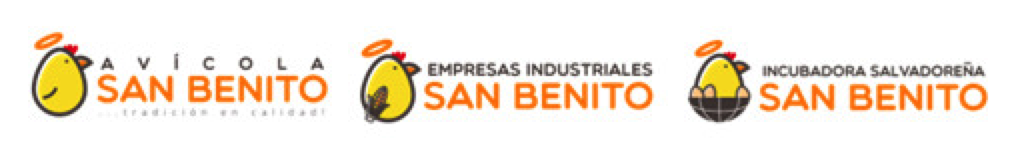 AVÍCOLA
SAN BENITO
...tradición en calidad!
EMPRESAS INDUSTRIALES
SAN BENITO
INCUBADORA SALVADOREÑA
SAN BENITO